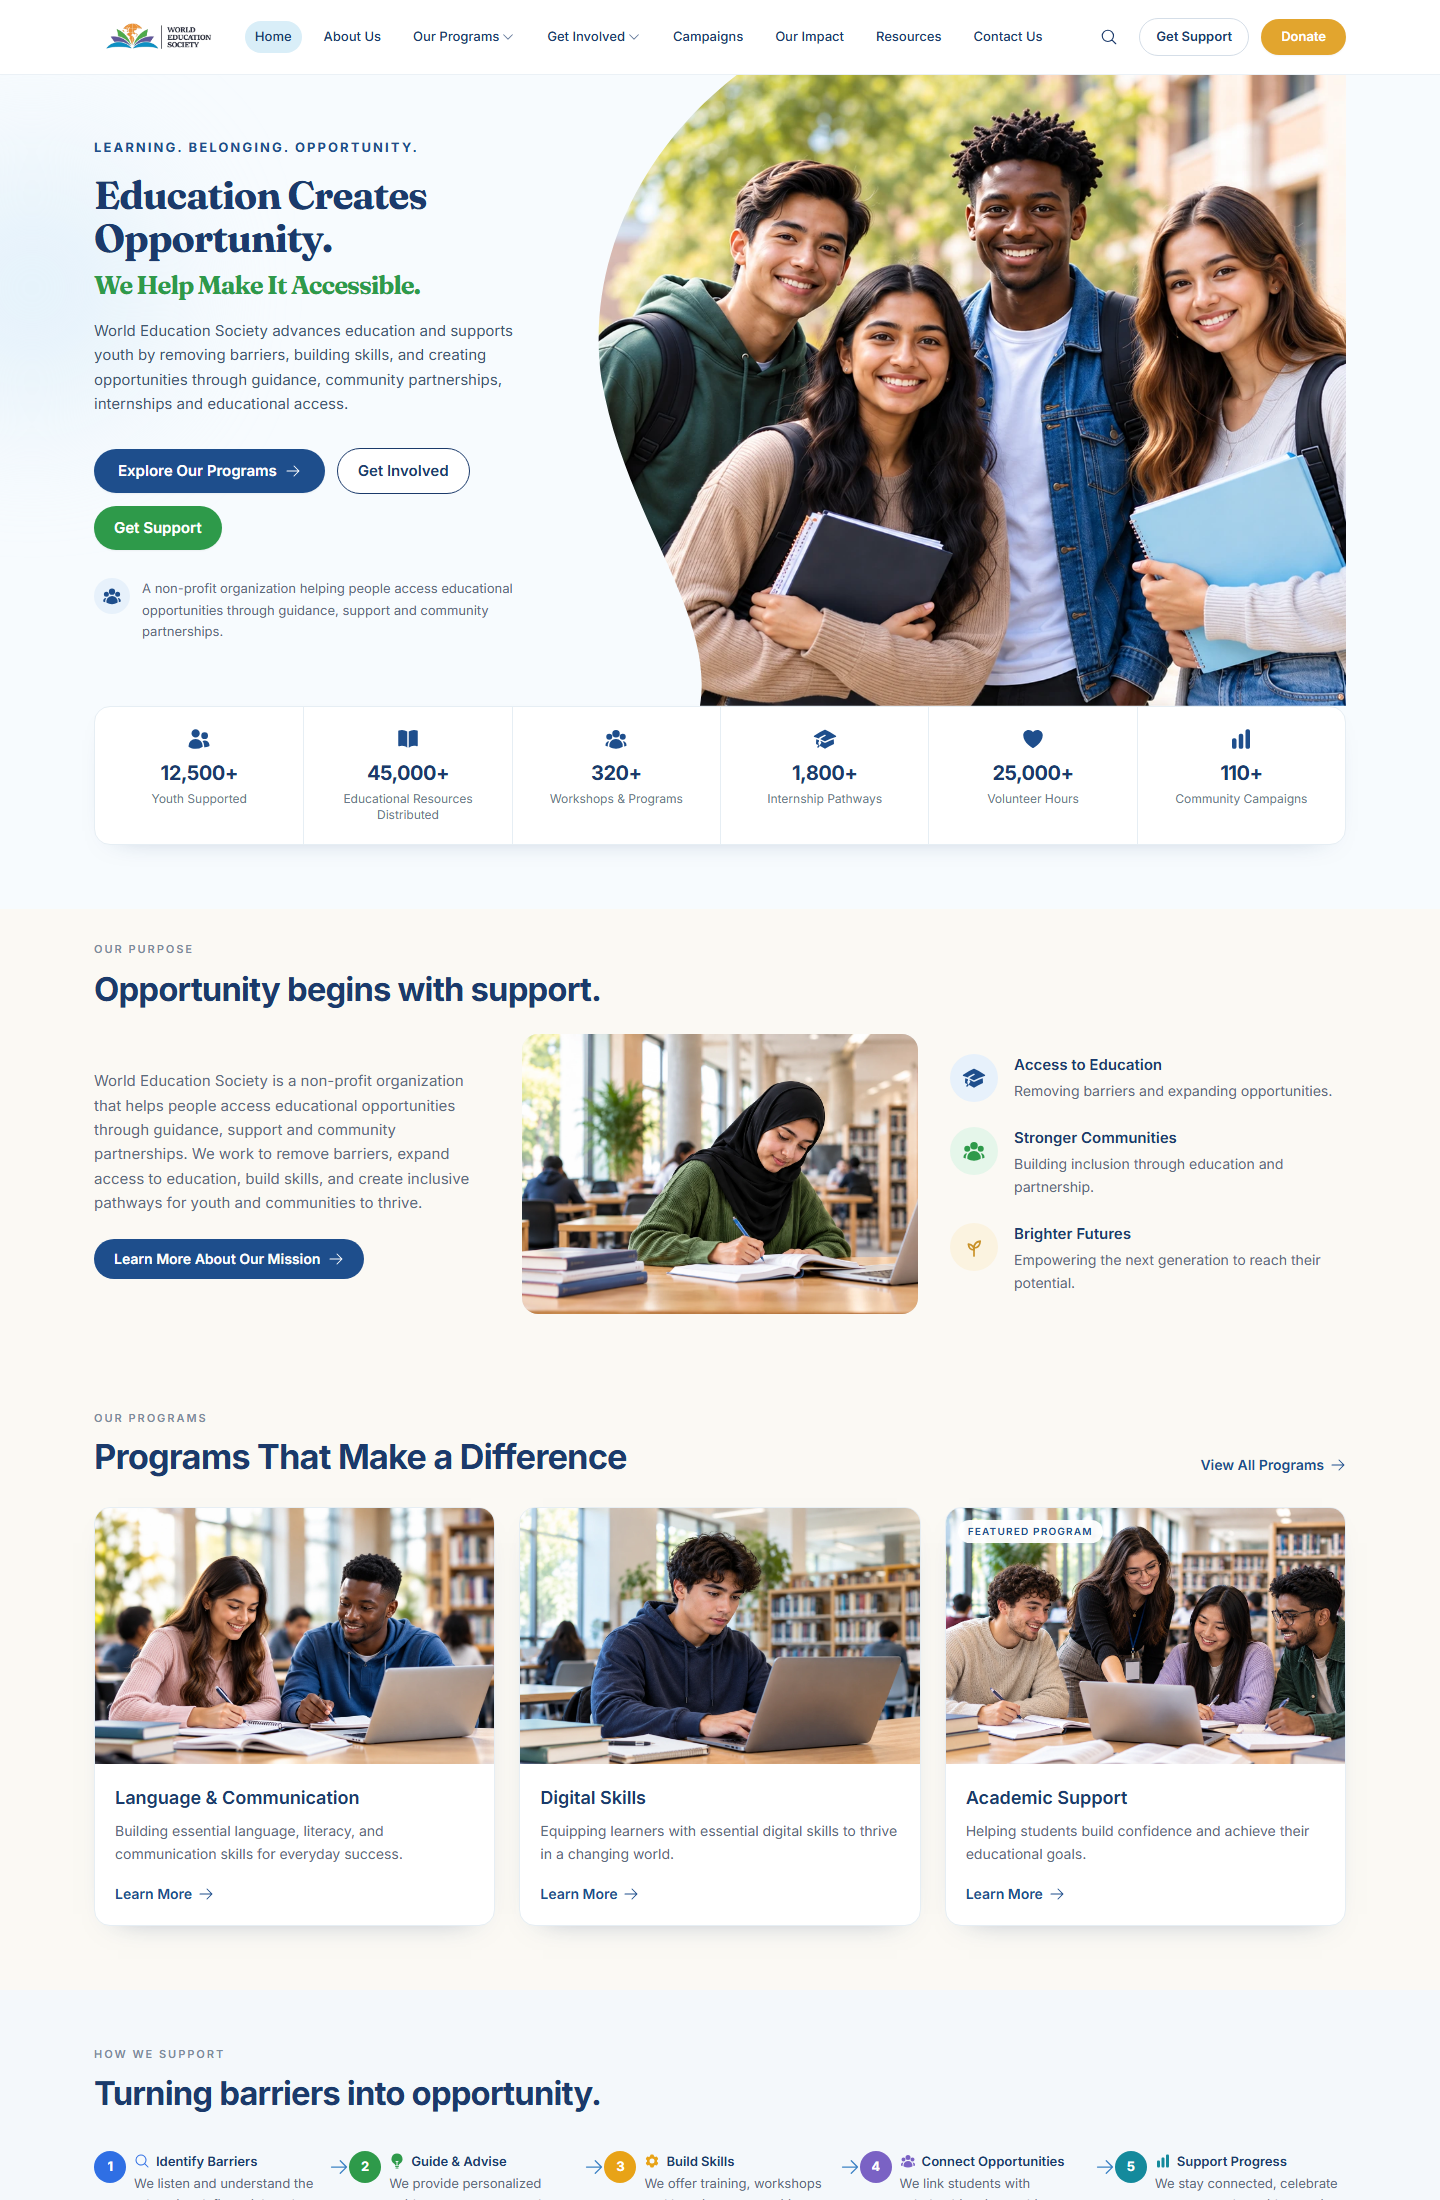 WORLD
EDUCATION
SOCIETY
Home
About Us
Our Programs
Get Involved
Campaigns
Our Impact
Resources
Contact Us
Get Support
Donate
LEARNING. BELONGING. OPPORTUNITY.
Education Creates
Opportunity.
We Help Make It Accessible.
World Education Society advances education and supports
youth by removing barriers, building skills, and creating
opportunities through guidance, community partnerships,
internships and educational access.
Explore Our Programs
Get Involved
Get Support
A non-profit organization helping people access educational
opportunities through guidance, support and community
partnerships.
12,500+
Youth Supported
45,000+
Educational Resources
Distributed
320+
Workshops & Programs
1,800+
Internship Pathways
25,000+
Volunteer Hours
110+
Community Campaigns
OUR PURPOSE
Opportunity begins with support.
World Education Society is a non-profit organization
that helps people access educational opportunities
through guidance, support and community
partnerships. We work to remove barriers, expand
access to education, build skills, and create inclusive
pathways for youth and communities to thrive.
Learn More About Our Mission
Access to Education
Removing barriers and expanding opportunities.
Stronger Communities
Building inclusion through education and
partnership.
Brighter Futures
Empowering the next generation to reach their
potential.
OUR PROGRAMS
Programs That Make a Difference
View All Programs
FEATURED PROGRAM
Language & Communication
Building essential language, literacy, and
communication skills for everyday success.
Learn More
Digital Skills
Equipping learners with essential digital skills to thrive
in a changing world.
Learn More
Academic Support
Helping students build confidence and achieve their
educational goals.
Learn More
HOW WE SUPPORT
Turning barriers into opportunity.
1
Identify Barriers
We listen and understand the
2
Guide & Advise
We provide personalized
3
Build Skills
We offer training, workshops
4
Connect Opportunities
We link students with
5
Support Progress
We stay connected, celebrate